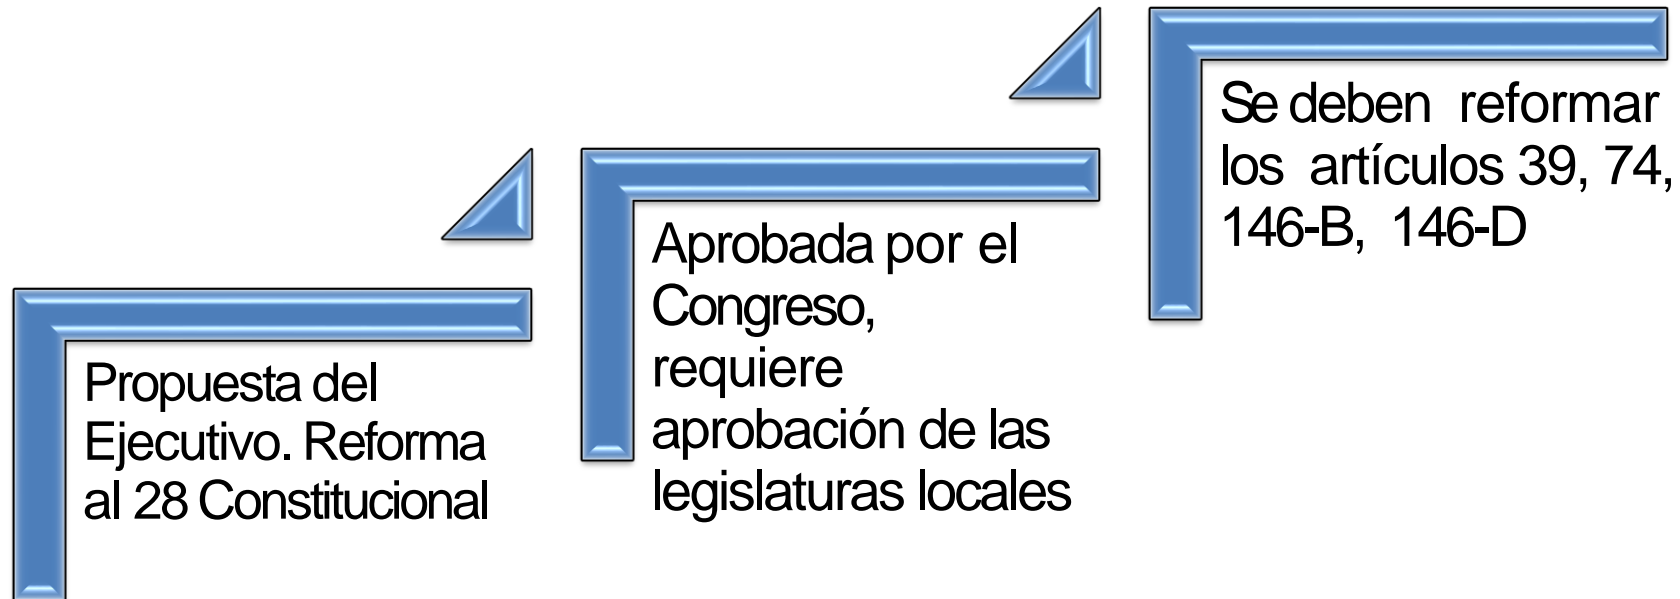 Propuesta del
Ejecutivo. Reforma
al 28 Constitucional
Aprobada por el
Congreso,
requiere
aprobación de las
legislaturas locales
Se deben reformar
los artículos 39, 74,
146-B, 146-D